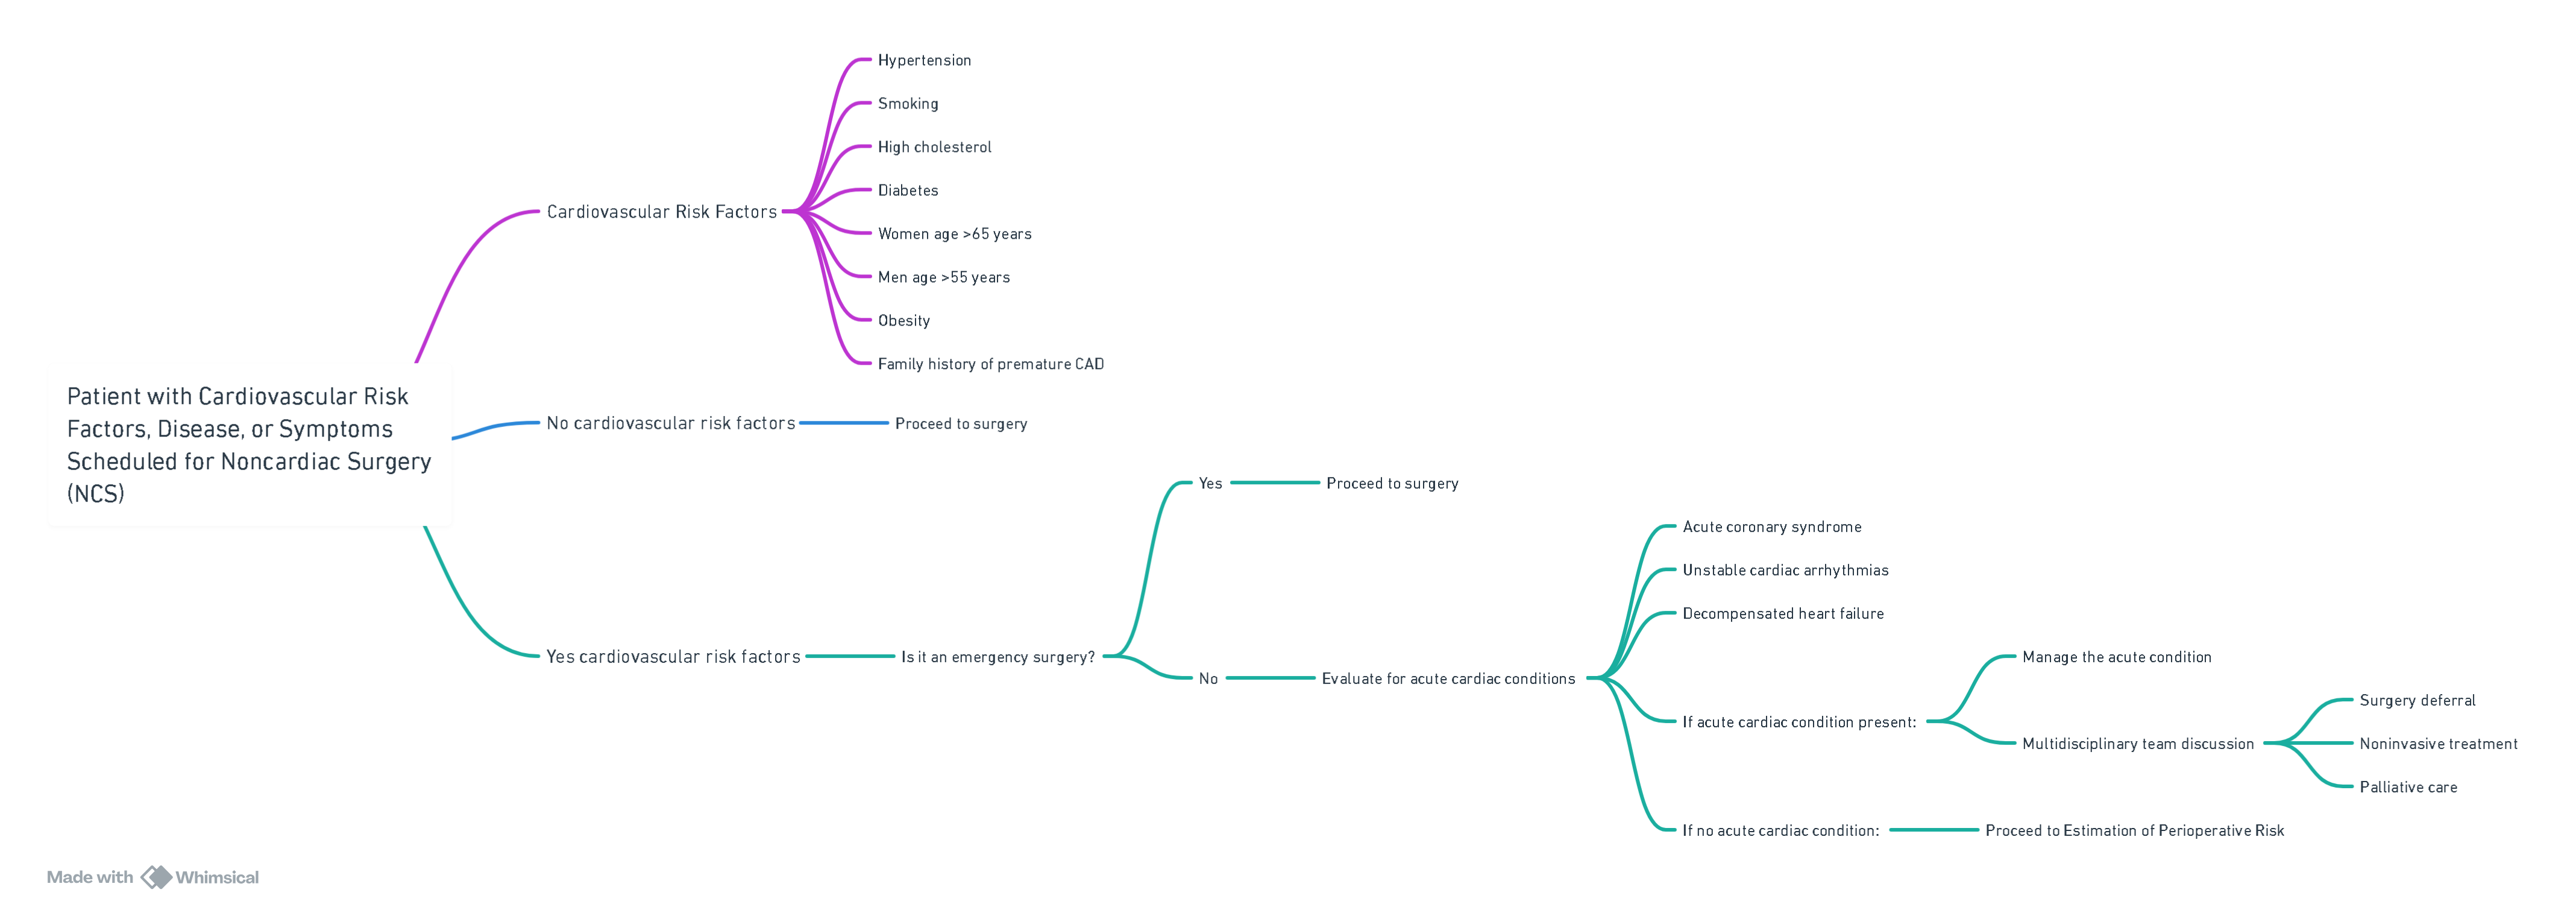 Hypertension
Smoking
High cholesterol
Diabetes
Cardiovascular Risk Factors
Women age >65 years
Men age >55 years
Obesity
Family history of premature CAD
Patient with Cardiovascular Risk
Factors, Disease, or Symptoms
Scheduled for Noncardiac Surgery
(NCS)
No cardiovascular risk factors
Proceed to surgery
Yes cardiovascular risk factors
Is it an emergency surgery?
Yes
Proceed to surgery
No
Evaluate for acute cardiac conditions
Acute coronary syndrome
Unstable cardiac arrhythmias
Decompensated heart failure
If acute cardiac condition present:
Manage the acute condition
Multidisciplinary team discussion
Surgery deferral
Noninvasive treatment
Palliative care
If no acute cardiac condition:
Proceed to Estimation of Perioperative Risk
Made with Whimsical